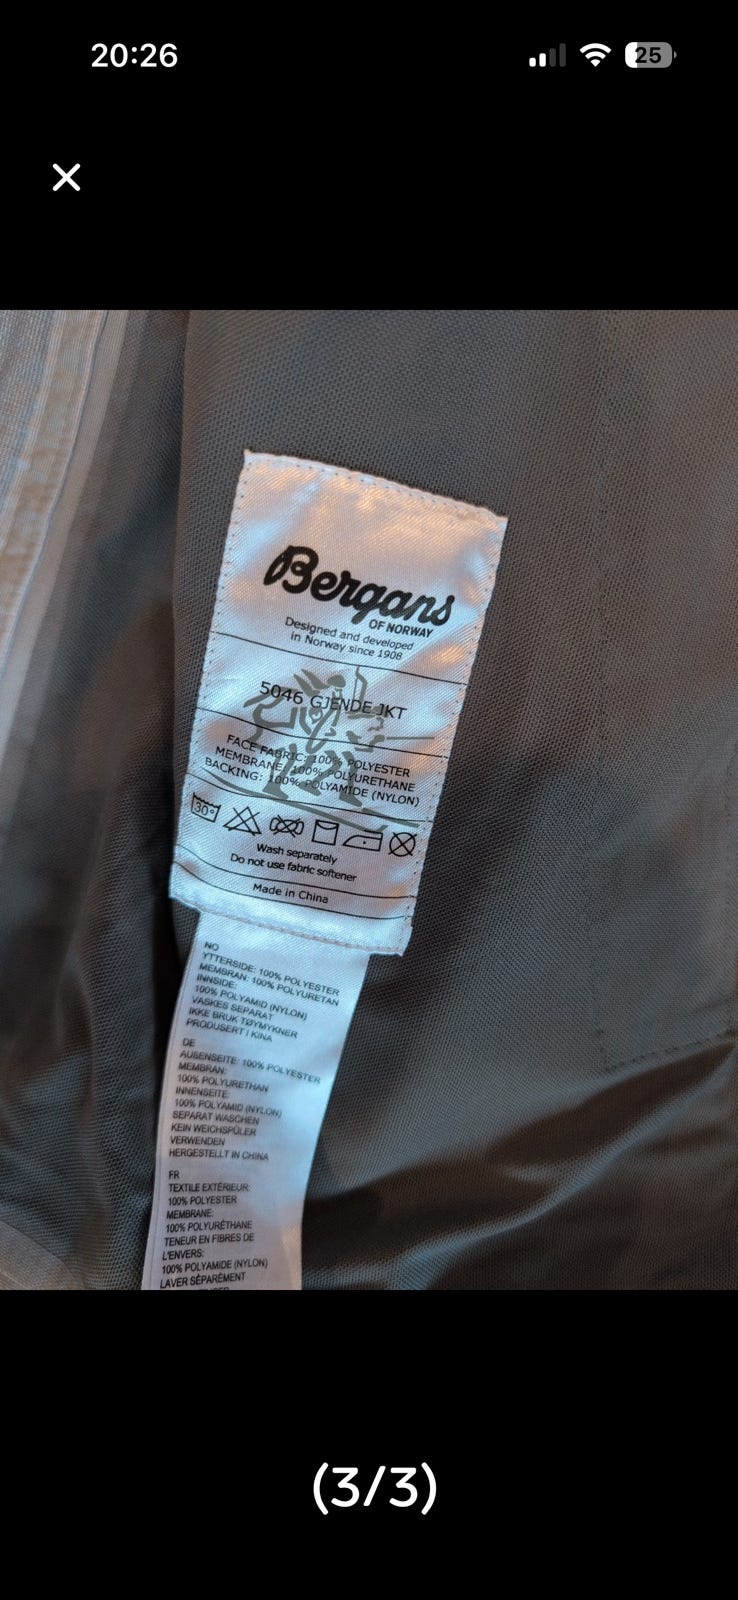 20:26
25
Bergans
OF NORWAY
Designed and developed
in Norway since 1908
5046 GJENDE JKT
FACE FABRIC: 100% POLYESTER
MEMBRANE: 100% POLYURETHANE
BACKING: 100% POLYAMIDE (NYLON)
30°
Wash separately
Do not use fabric softener
Made in China
NO
YTTERSIDE: 100% POLYESTER
MEMBRAN: 100% POLYURETAN
INNSIDE:
100% POLYAMID (NYLON)
VASKES SEPARAT
IKKE BRUK TØYMYKNER
PRODUSERT I KINA
DE
AUßENSEITE: 100% POLYESTER
MEMBRAN:
100% POLYURETHAN
INNENSEITE:
100% POLYAMID (NYLON)
SEPARAT WASCHEN
KEIN WEICHSPÜLER
VERWENDEN
HERGESTELLT IN CHINA
FR
TEXTILE EXTÉRIEUR:
100% POLYESTER
MEMBRANE:
100% POLYURÉTHANE
TENEUR EN FIBRES DE
L'ENVERS:
100% POLYAMIDE (NYLON)
LAVER SÉPARÉMENT
(3/3)